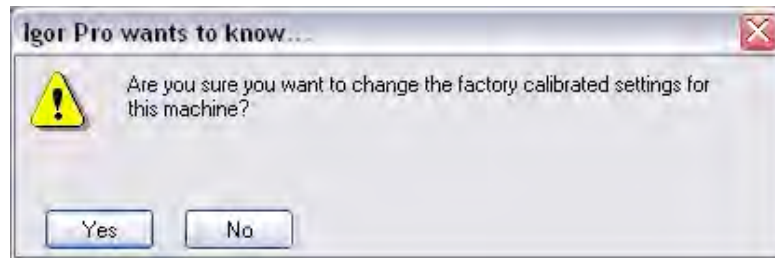 Igor Pro wants to know...
Are you sure you want to change the factory calibrated settings for
this machine?
Yes
No